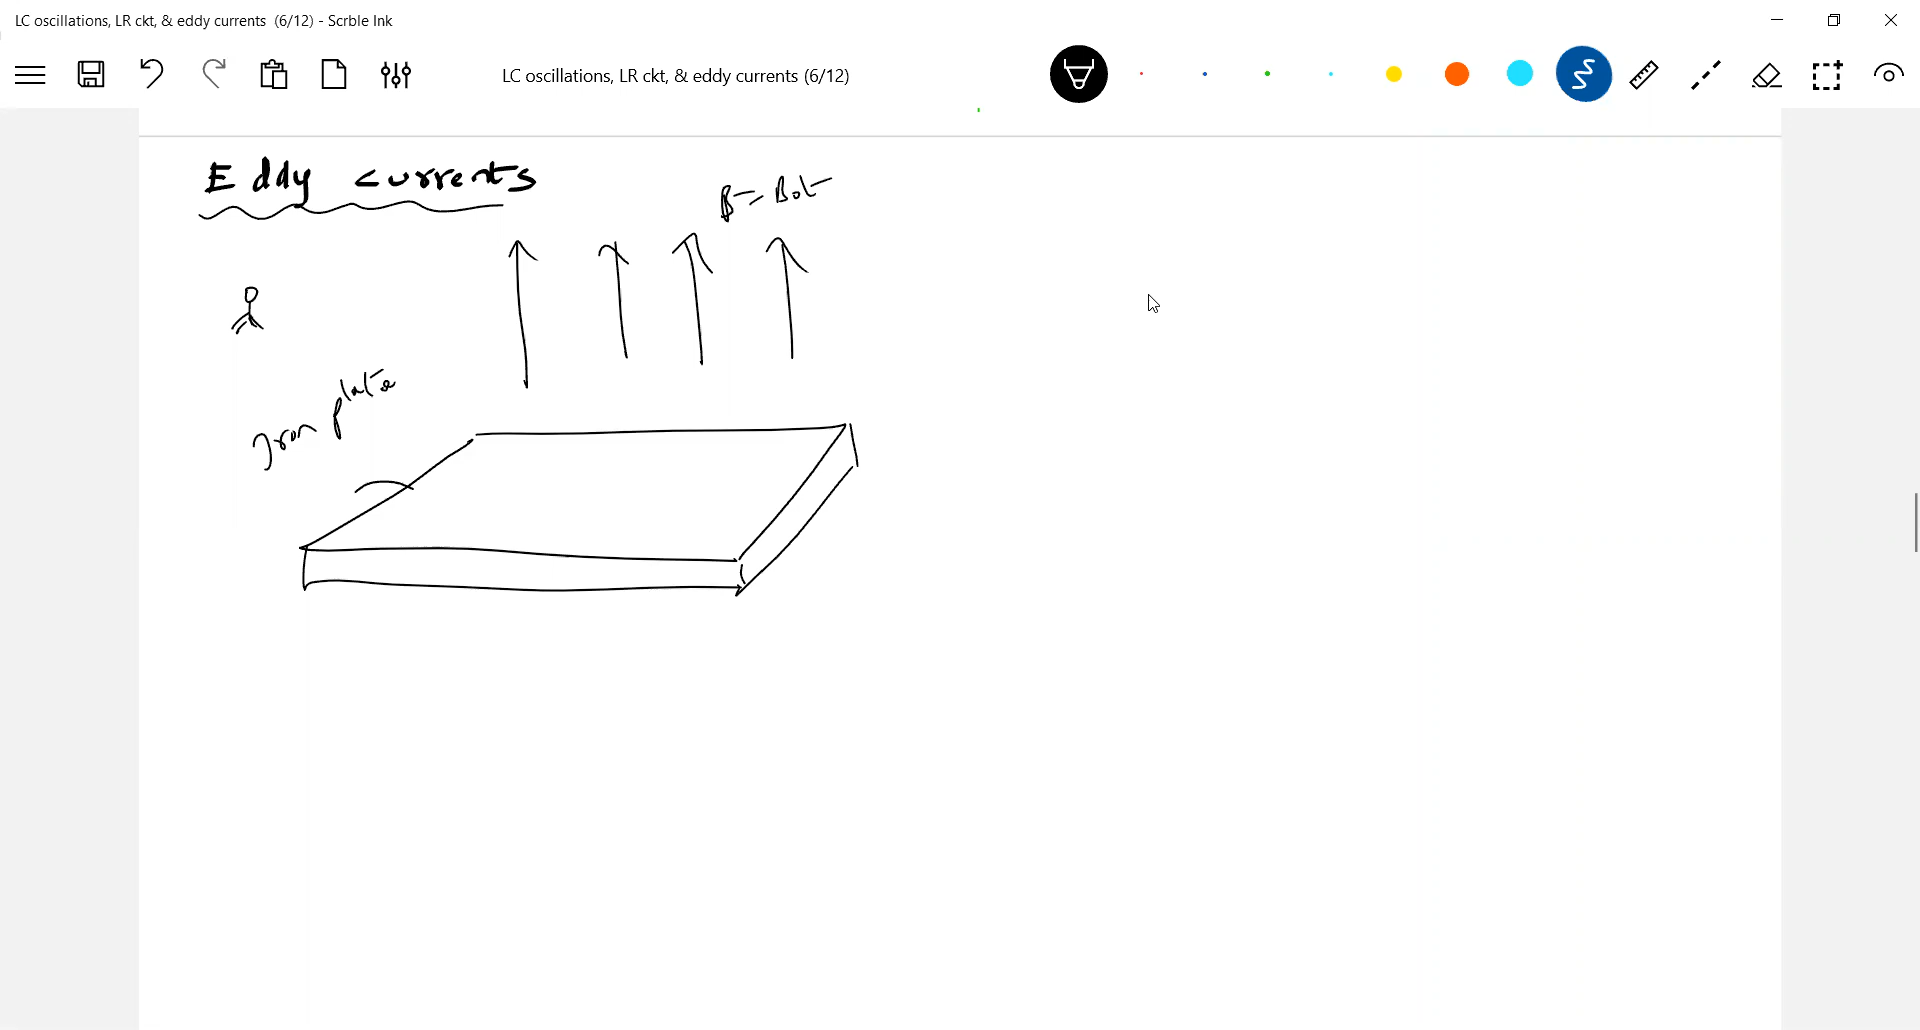 LC oscillations, LR ckt, & eddy currents (6/12) - Scrble Ink
LC oscillations, LR ckt, & eddy currents (6/12)
Eddy currents
B = Bot
Iron plate